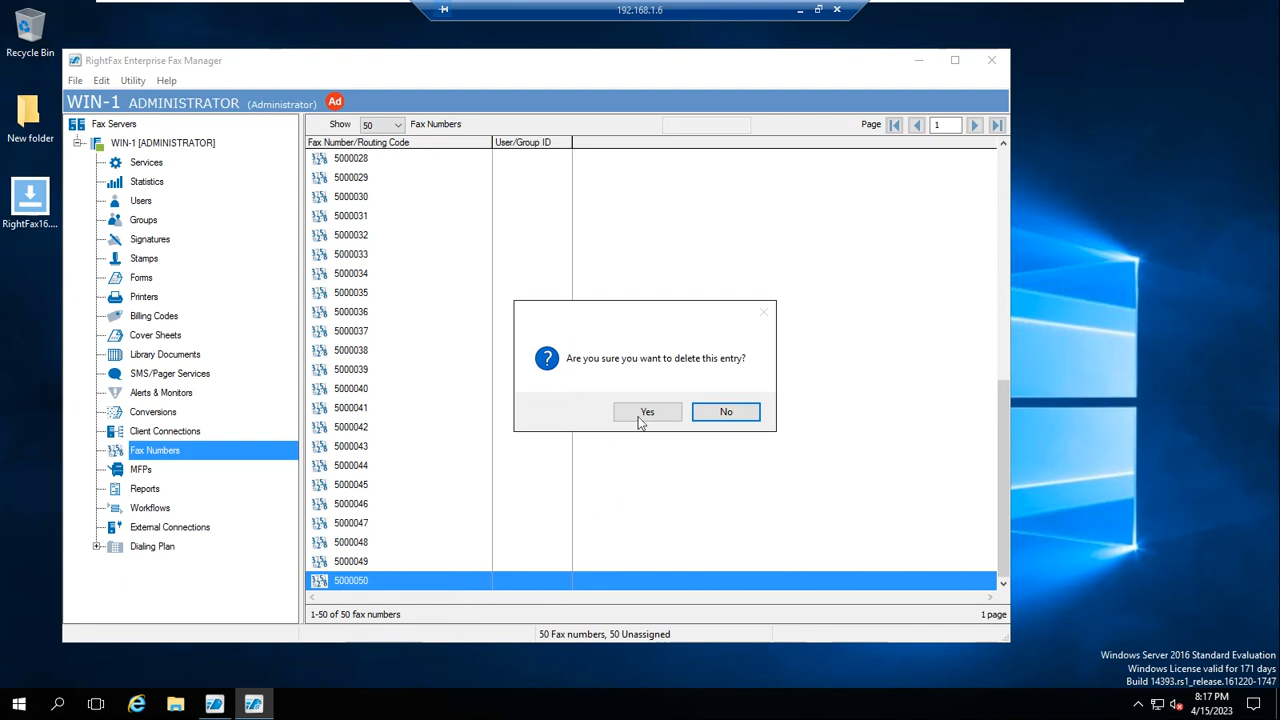 192.168.1.6
Recycle Bin
New folder
RightFax16....
RightFax Enterprise Fax Manager
File Edit Utility Help
WIN-1 ADMINISTRATOR (Administrator) Ad
Fax Servers
WIN-1 [ADMINISTRATOR]
Services
Statistics
Users
Groups
Signatures
Stamps
Forms
Printers
Billing Codes
Cover Sheets
Library Documents
SMS/Pager Services
Alerts & Monitors
Conversions
Client Connections
Fax Numbers
MFPs
Reports
Workflows
External Connections
Dialing Plan
Show 50 Fax Numbers Page 1
Fax Number/Routing Code User/Group ID
5000028
5000029
5000030
5000031
5000032
5000033
5000034
5000035
5000036
5000037
5000038
5000039
5000040
5000041
5000042
5000043
5000044
5000045
5000046
5000047
5000048
5000049
5000050
Are you sure you want to delete this entry?
Yes No
1-50 of 50 fax numbers 1 page
50 Fax numbers, 50 Unassigned
Windows Server 2016 Standard Evaluation
Windows License valid for 171 days
Build 14393.rs1_release.161220-1747
8:17 PM
4/15/2023